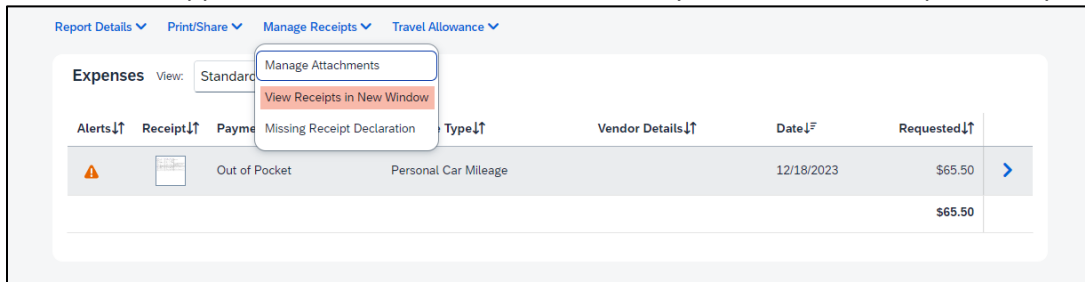 Report Details Print/Share Manage Receipts Travel Allowance
Manage Attachments
Expenses View: Standard
View Receipts in New Window
Missing Receipt Declaration
Alerts Receipt Payme Type Vendor Details Date Requested
Out of Pocket Personal Car Mileage 12/18/2023 $65.50
$65.50